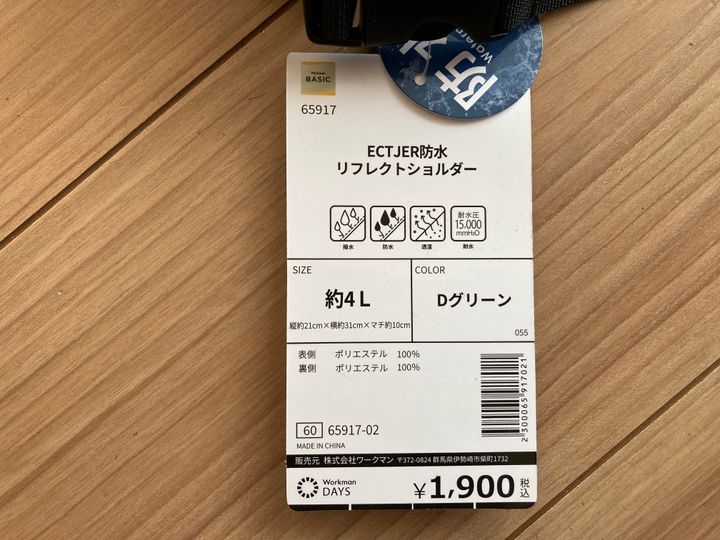 防水
Waterp
Workman
BASIC
65917
ECTJER防水
リフレクトショルダー
耐水圧
15.000
mmH2O
撥水 防水 透湿 耐水
SIZE
約4L
縦約21cm×横約31cm×マチ約10cm
COLOR
Dグリーン
055
表側 ポリエステル 100%
裏側 ポリエステル 100%
2300065917021
60 65917-02
MADE IN CHINA
販売元 株式会社ワークマン 〒372-0824 群馬県伊勢崎市柴町1732
Workman
DAYS
¥1,900 税込